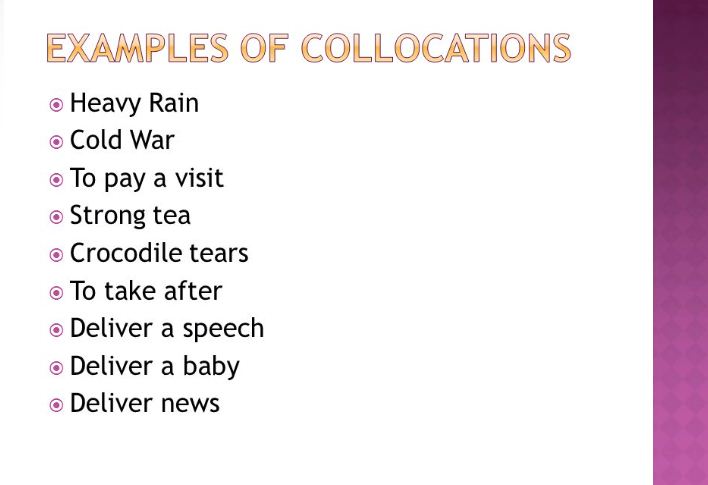 EXAMPLES OF COLLOCATIONS
Heavy Rain
Cold War
To pay a visit
Strong tea
Crocodile tears
To take after
Deliver a speech
Deliver a baby
Deliver news